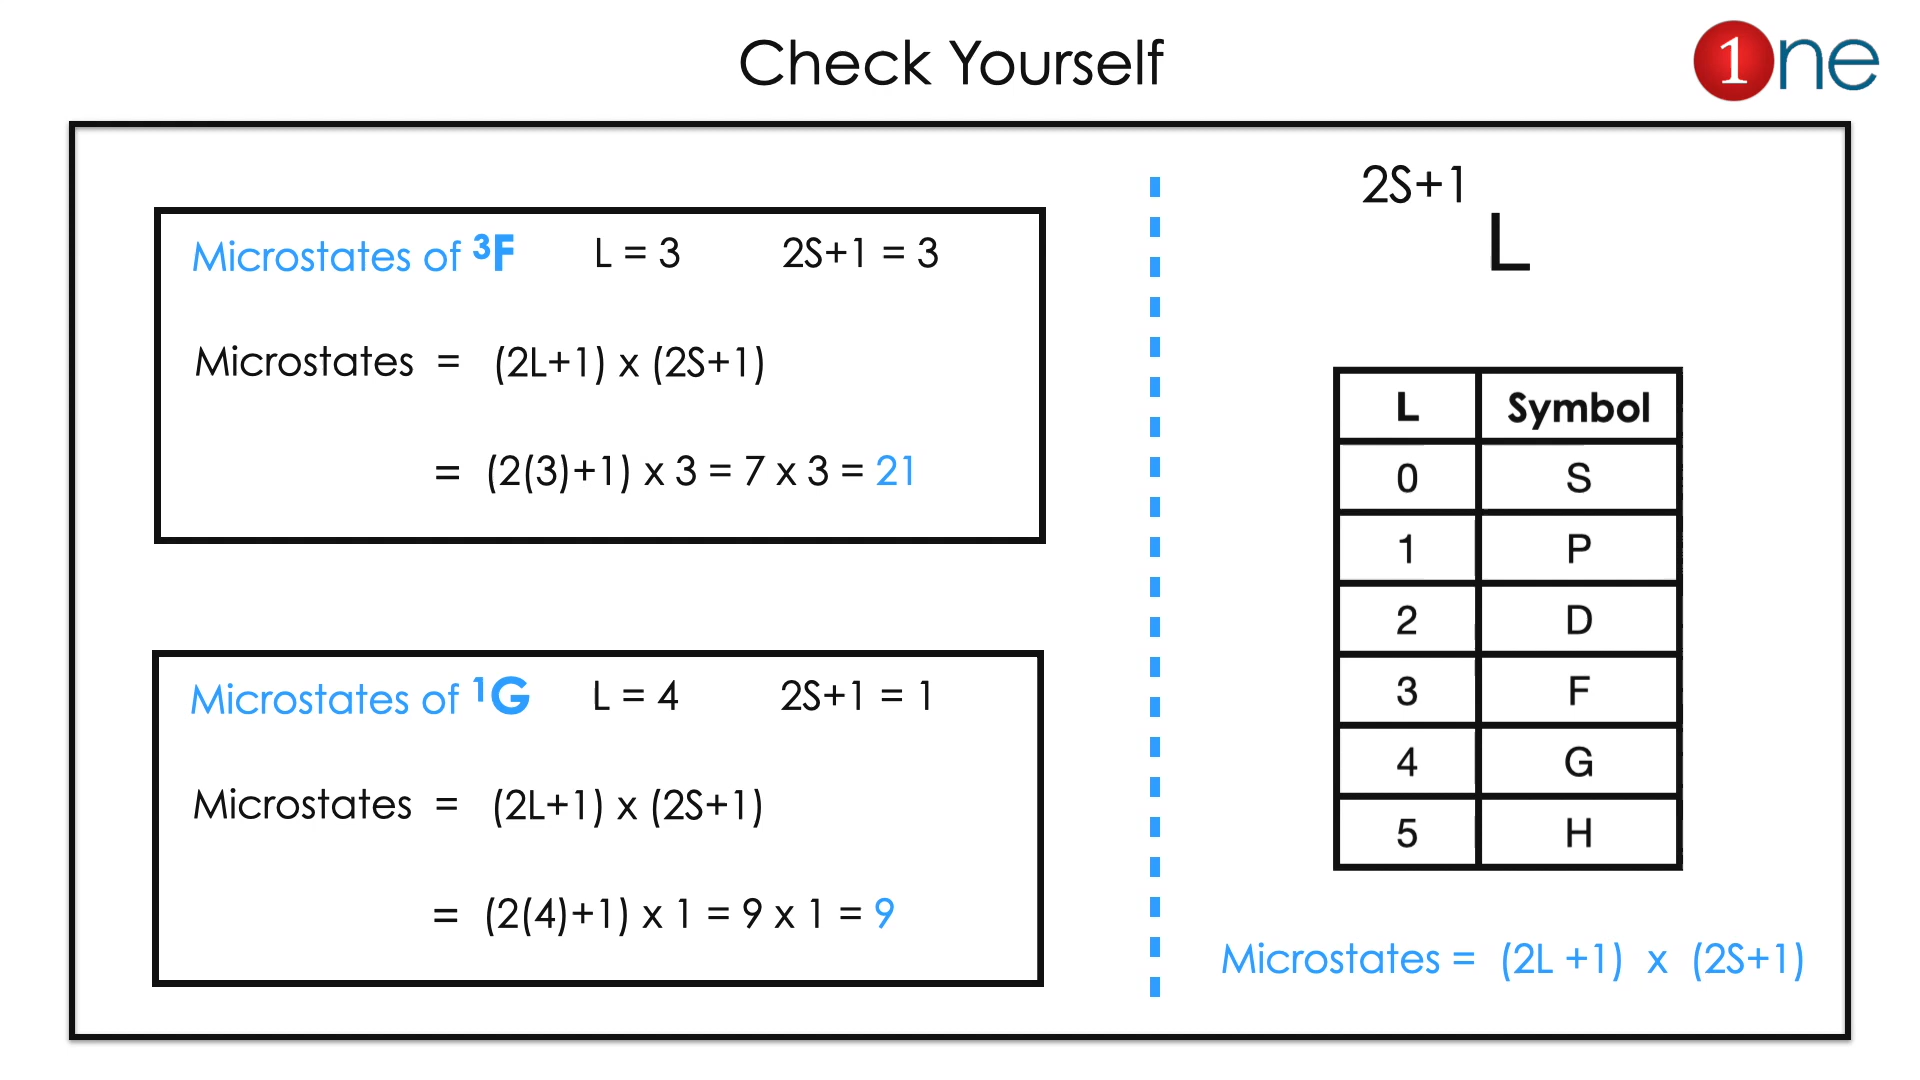 Check Yourself
1ne
Microstates of ³F L = 3 2S+1 = 3
Microstates = (2L+1) x (2S+1)
= (2(3)+1) x 3 = 7 x 3 = 21
Microstates of ¹G L = 4 2S+1 = 1
Microstates = (2L+1) x (2S+1)
= (2(4)+1) x 1 = 9 x 1 = 9
2S+1
L
L Symbol
0 S
1 P
2 D
3 F
4 G
5 H
Microstates = (2L +1) x (2S+1)